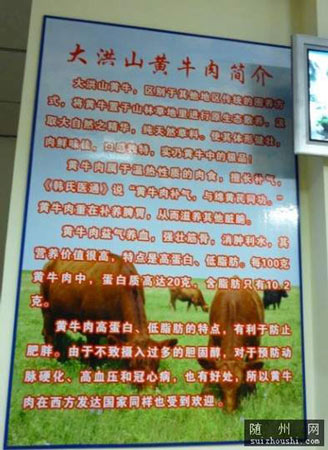 大洪山黄牛肉简介
大洪山黄牛，区别于其他地区传统的圈养方
式，将黄牛置于山林草地里进行原生态散养，汲
取大自然之精华，纯天然喂料，使其体格健壮，
肉鲜味佳，口感独特，实乃黄牛中的极品！
黄牛肉属于温热性质的肉食，擅长补气，
《韩氏医通》说“黄牛肉补气，与绵黄芪同功。”
黄牛肉重在补养脾胃，从而滋养其他脏腑。
黄牛肉益气养血，强壮筋骨，消肿利水，其
营养价值很高，特点是高蛋白、低脂肪。每100克
黄牛肉中，蛋白质高达20克，含脂肪只有10.2
克。
黄牛肉高蛋白、低脂肪的特点，有利于防止
肥胖。由于不致摄入过多的胆固醇，对于预防动
脉硬化、高血压和冠心病，也有好处，所以黄牛
肉在西方发达国家同样也受到欢迎。
随州网
suizhoushi.com